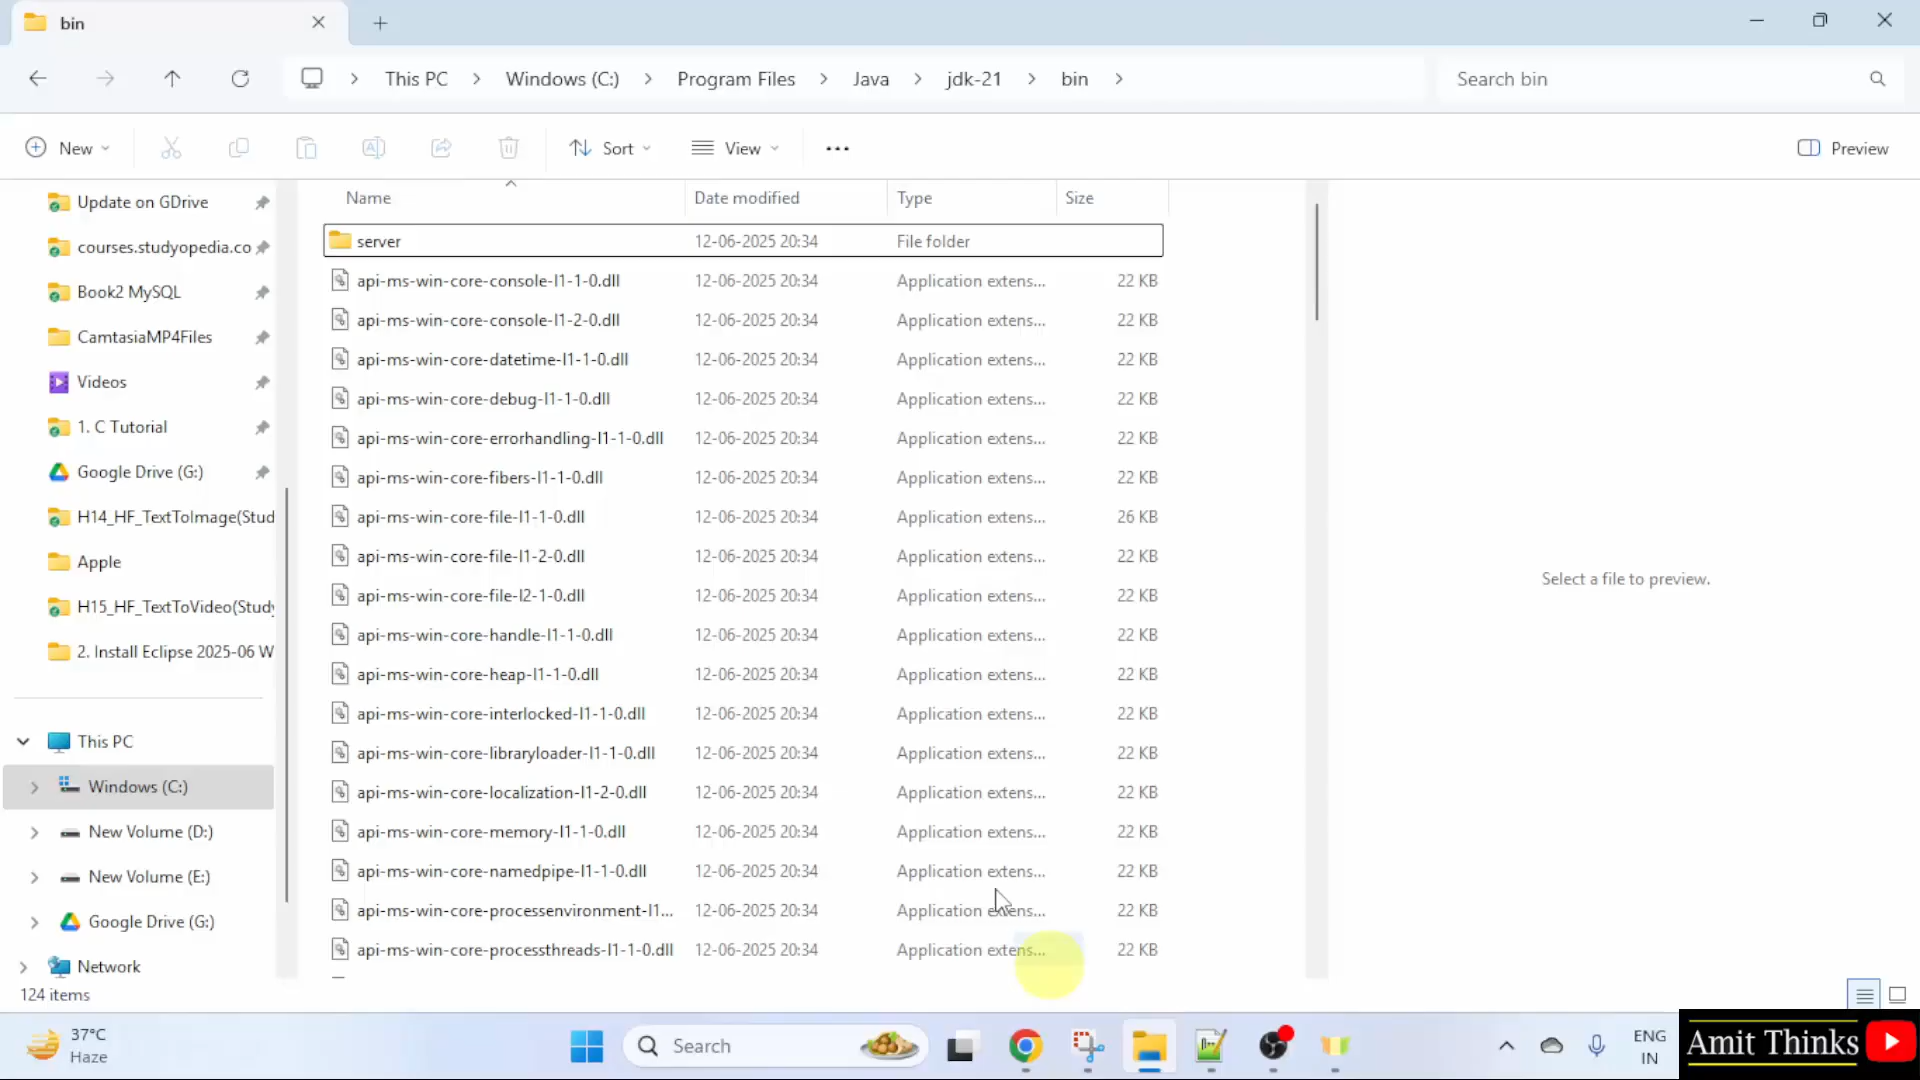 bin
This PC > Windows (C:) > Program Files > Java > jdk-21 > bin >
Search bin
New
Sort
View
Preview
Update on GDrive
courses.studyopedia.co
Book2 MySQL
CamtasiaMP4Files
Videos
1. C Tutorial
Google Drive (G:)
H14_HF_TextToImage(Stud
Apple
H15_HF_TextToVideo(Study
2. Install Eclipse 2025-06 W
This PC
Windows (C:)
New Volume (D:)
New Volume (E:)
Google Drive (G:)
Network
124 items
Name Date modified Type Size
server 12-06-2025 20:34 File folder
api-ms-win-core-console-l1-1-0.dll 12-06-2025 20:34 Application extens... 22 KB
api-ms-win-core-console-l1-2-0.dll 12-06-2025 20:34 Application extens... 22 KB
api-ms-win-core-datetime-l1-1-0.dll 12-06-2025 20:34 Application extens... 22 KB
api-ms-win-core-debug-l1-1-0.dll 12-06-2025 20:34 Application extens... 22 KB
api-ms-win-core-errorhandling-l1-1-0.dll 12-06-2025 20:34 Application extens... 22 KB
api-ms-win-core-fibers-l1-1-0.dll 12-06-2025 20:34 Application extens... 22 KB
api-ms-win-core-file-l1-1-0.dll 12-06-2025 20:34 Application extens... 26 KB
api-ms-win-core-file-l1-2-0.dll 12-06-2025 20:34 Application extens... 22 KB
api-ms-win-core-file-l2-1-0.dll 12-06-2025 20:34 Application extens... 22 KB
api-ms-win-core-handle-l1-1-0.dll 12-06-2025 20:34 Application extens... 22 KB
api-ms-win-core-heap-l1-1-0.dll 12-06-2025 20:34 Application extens... 22 KB
api-ms-win-core-interlocked-l1-1-0.dll 12-06-2025 20:34 Application extens... 22 KB
api-ms-win-core-libraryloader-l1-1-0.dll 12-06-2025 20:34 Application extens... 22 KB
api-ms-win-core-localization-l1-2-0.dll 12-06-2025 20:34 Application extens... 22 KB
api-ms-win-core-memory-l1-1-0.dll 12-06-2025 20:34 Application extens... 22 KB
api-ms-win-core-namedpipe-l1-1-0.dll 12-06-2025 20:34 Application extens... 22 KB
api-ms-win-core-processenvironment-l1... 12-06-2025 20:34 Application extens... 22 KB
api-ms-win-core-processthreads-l1-1-0.dll 12-06-2025 20:34 Application extens... 22 KB
Select a file to preview.
37°C
Haze
Search
ENG
IN
Amit Thinks